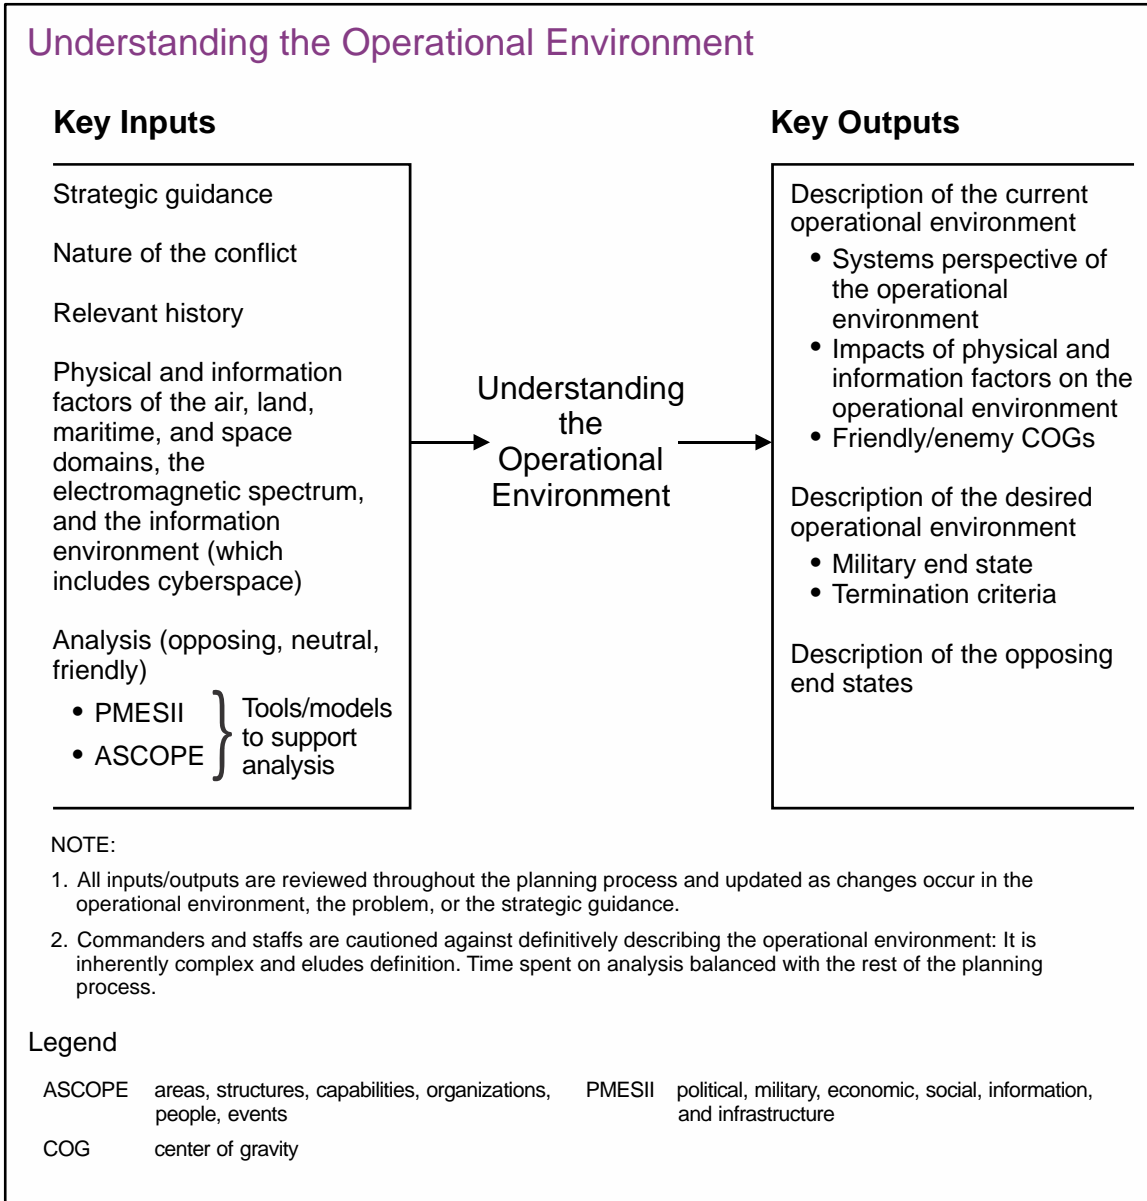 Understanding the Operational Environment
Key Inputs
Strategic guidance
Nature of the conflict
Relevant history
Physical and information
factors of the air, land,
maritime, and space
domains, the
electromagnetic spectrum,
and the information
environment (which
includes cyberspace)
Analysis (opposing, neutral,
friendly)
• PMESII
• ASCOPE
Tools/models
to support
analysis
Understanding
the
Operational
Environment
Key Outputs
Description of the current
operational environment
• Systems perspective of
the operational
environment
• Impacts of physical and
information factors on the
operational environment
• Friendly/enemy COGs
Description of the desired
operational environment
• Military end state
• Termination criteria
Description of the opposing
end states
NOTE:
1. All inputs/outputs are reviewed throughout the planning process and updated as changes occur in the
operational environment, the problem, or the strategic guidance.
2. Commanders and staffs are cautioned against definitively describing the operational environment: It is
inherently complex and eludes definition. Time spent on analysis balanced with the rest of the planning
process.
Legend
ASCOPE areas, structures, capabilities, organizations,
people, events
COG center of gravity
PMESII political, military, economic, social, information,
and infrastructure